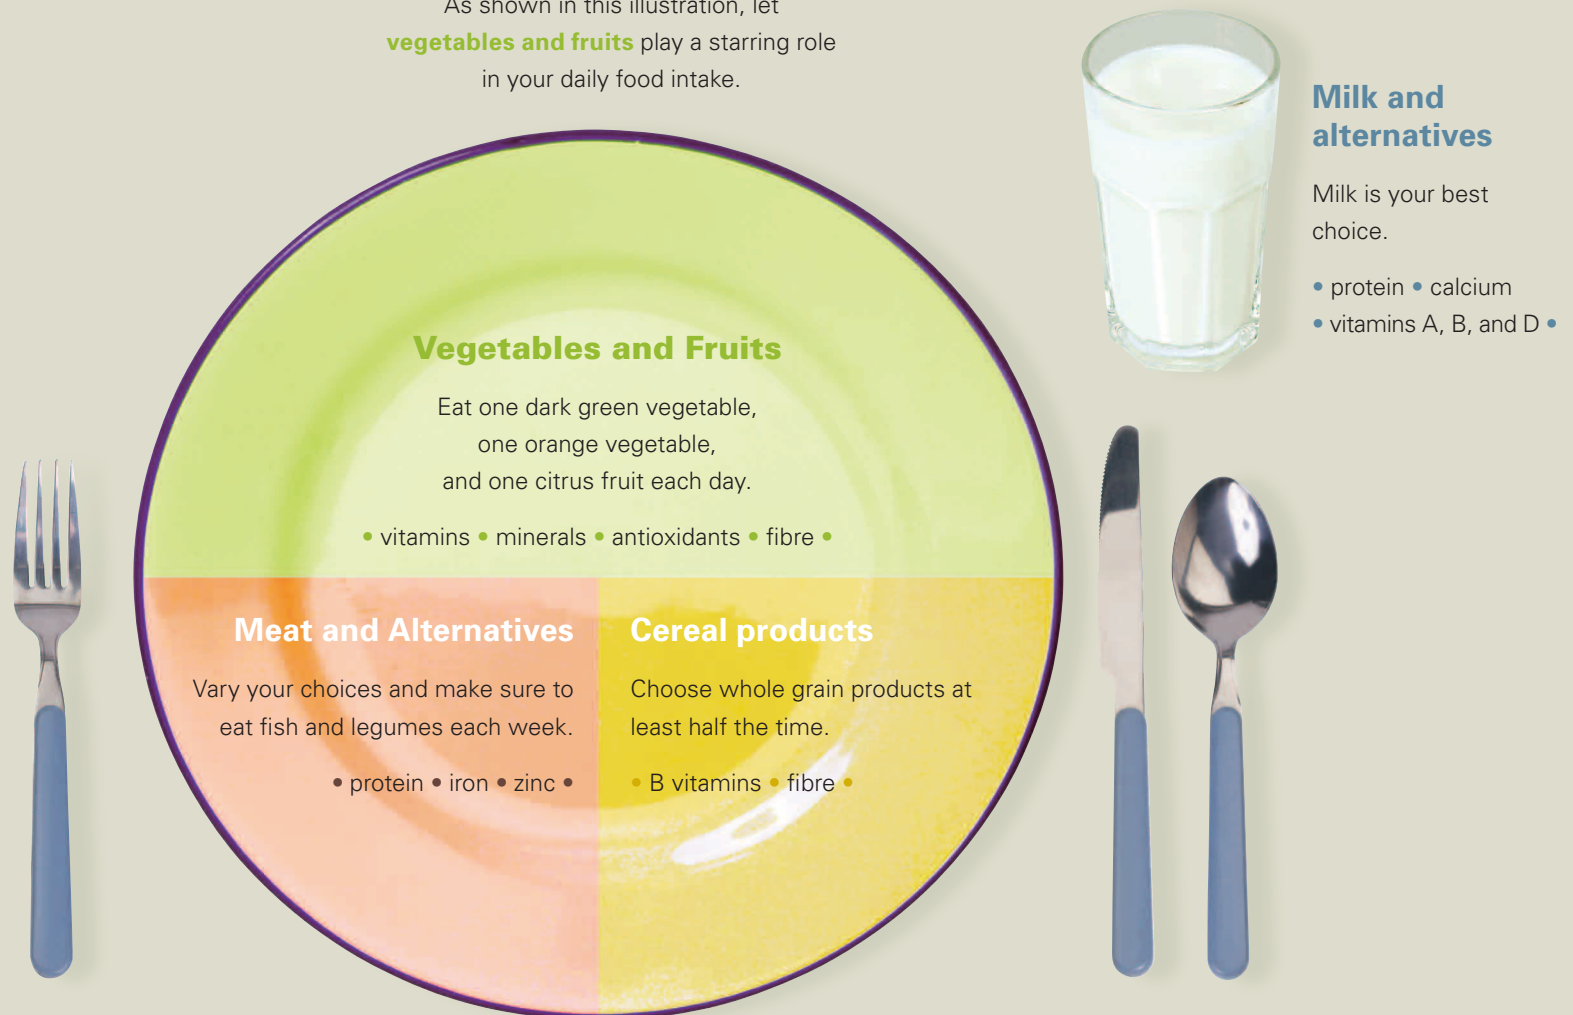 As shown in this illustration, let
vegetables and fruits play a starring role
in your daily food intake.
Milk and
alternatives
Milk is your best
choice.
• protein • calcium
• vitamins A, B, and D •
Vegetables and Fruits
Eat one dark green vegetable,
one orange vegetable,
and one citrus fruit each day.
• vitamins • minerals • antioxidants • fibre •
Meat and Alternatives
Vary your choices and make sure to
eat fish and legumes each week.
• protein • iron • zinc •
Cereal products
Choose whole grain products at
least half the time.
• B vitamins • fibre •